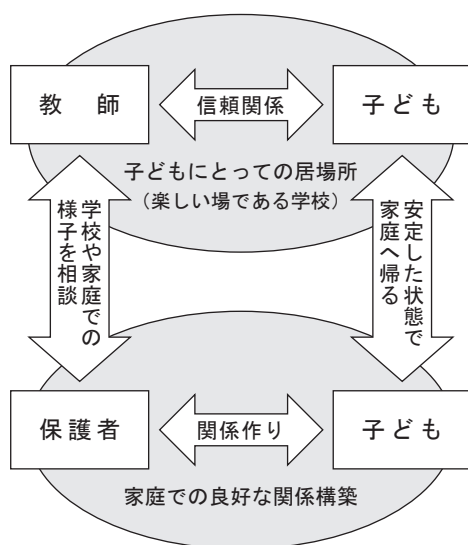 教　師
信頼関係
子ども
子どもにとっての居場所
（楽しい場である学校）
学校や家庭での
様子を相談
安定した状態で
家庭へ帰る
保護者
関係作り
子ども
家庭での良好な関係構築